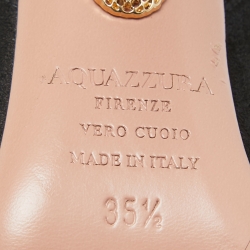 AQUAZZURA
FIRENZE
VERO CUOIO
MADE IN ITALY
35½